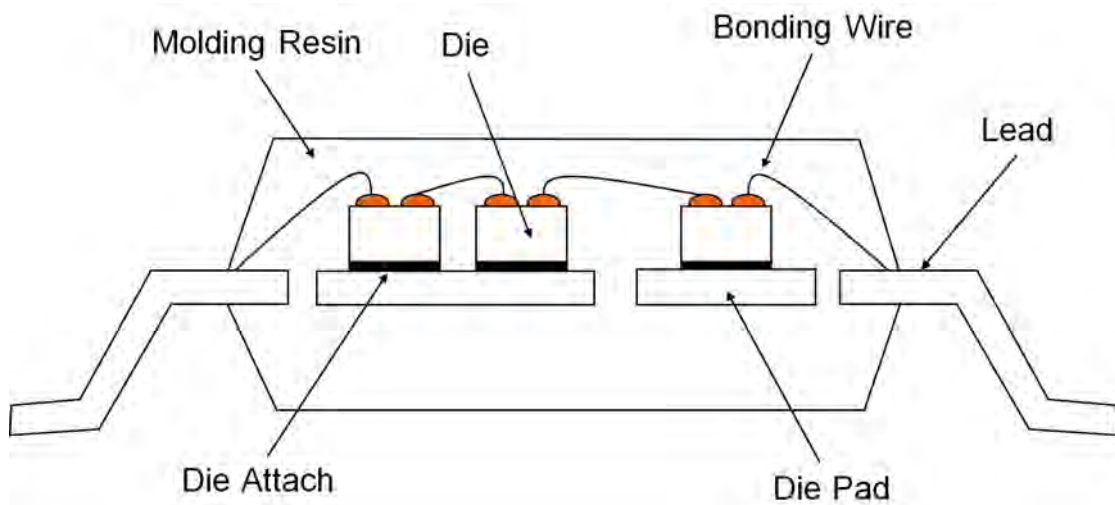 Molding Resin
Die
Bonding Wire
Lead
Die Attach
Die Pad